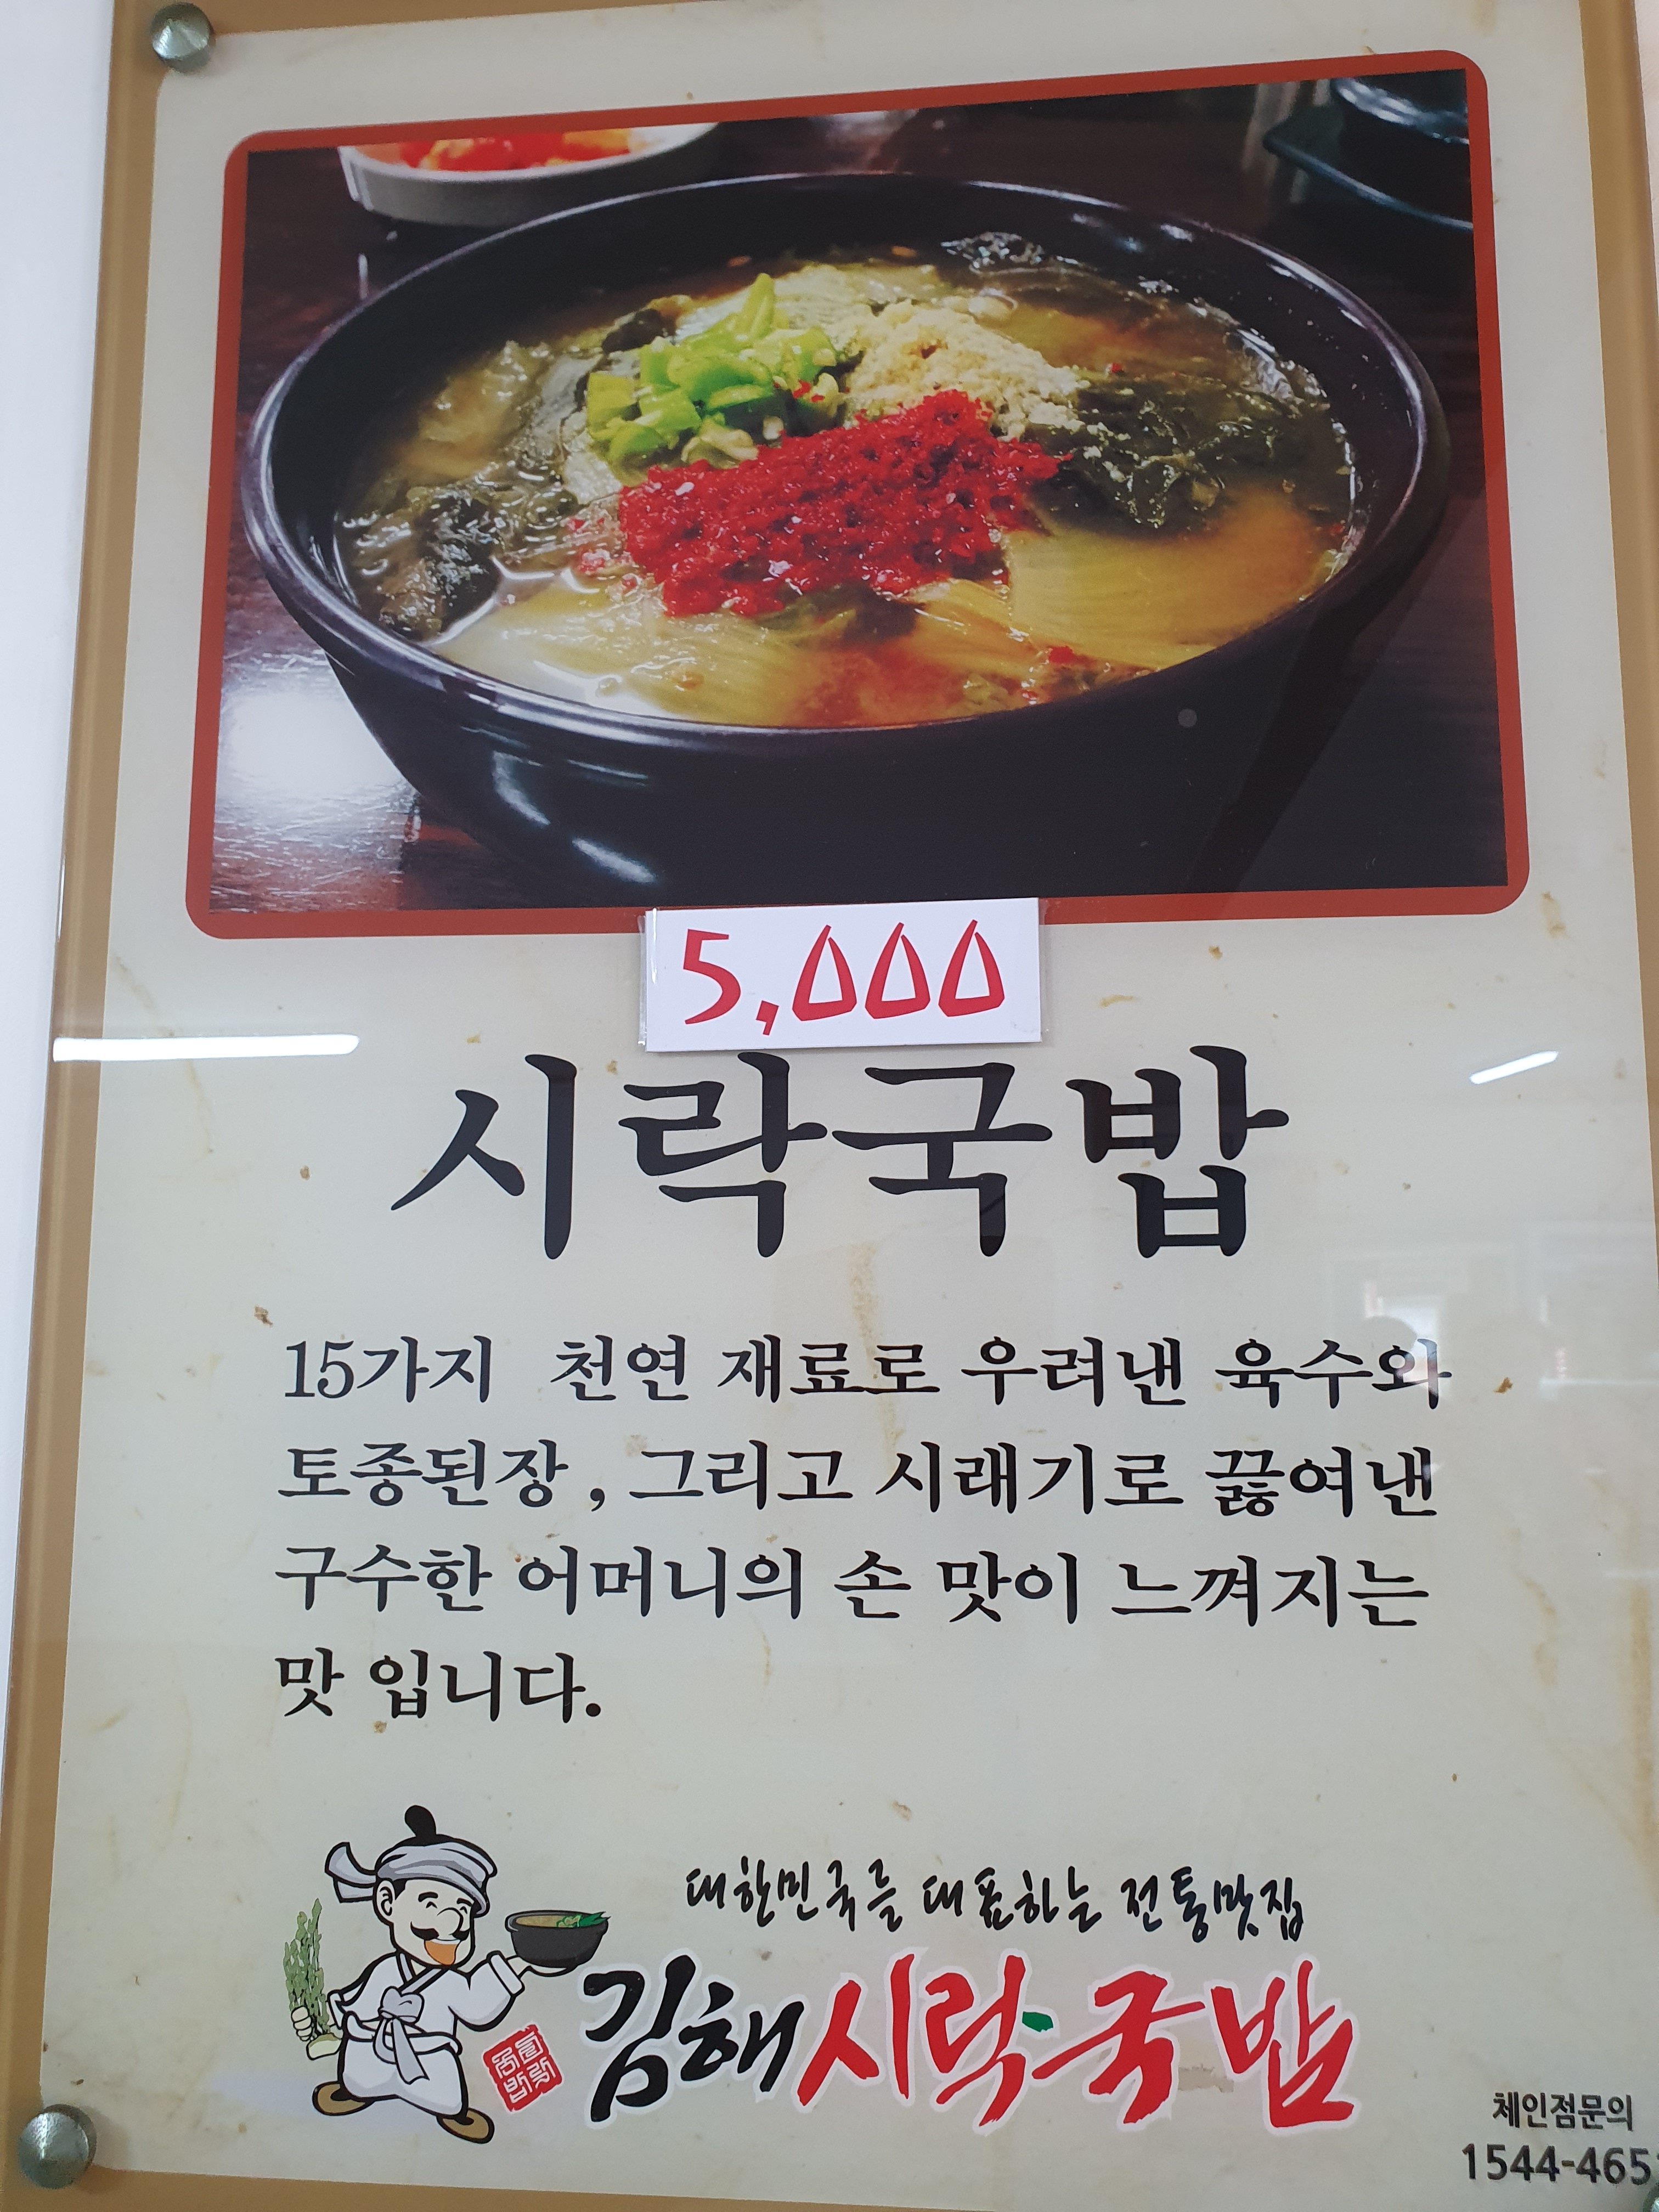 5,000
시락국밥
15가지 천연 재료로 우려낸 육수와
토종된장, 그리고 시래기로 끓여낸
구수한 어머니의 손 맛이 느껴지는
맛 입니다.
대한민국을 대표하는 전통맛집
김해시락국밥
체인점문의